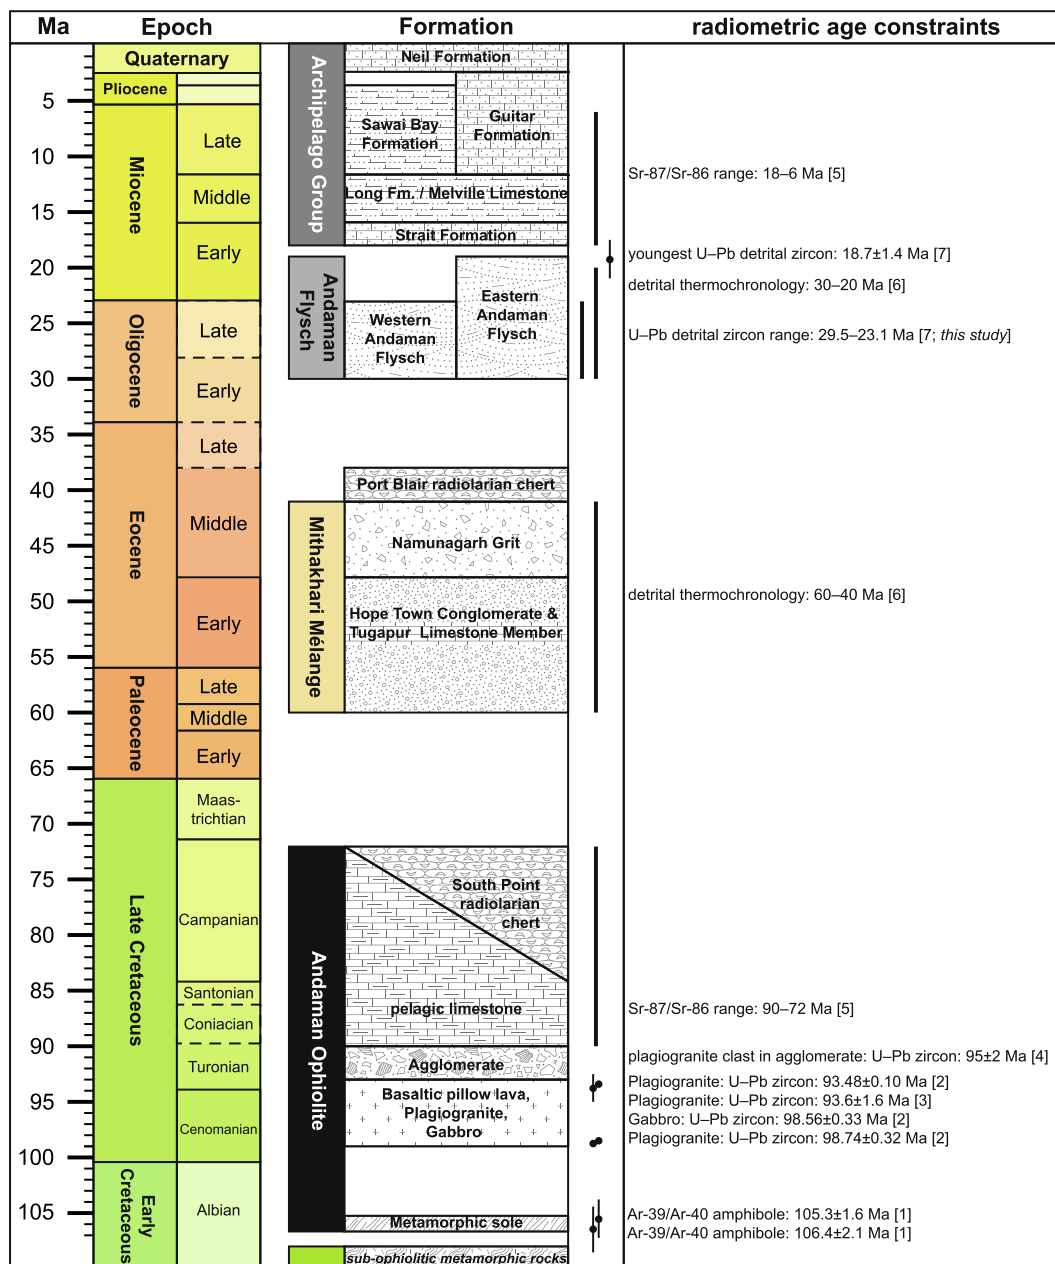 Ma Epoch Formation radiometric age constraints
Quaternary
Pliocene
5
10
15
20
25
30
35
40
45
50
55
60
65
70
75
80
85
90
95
100
105
Miocene
Late
Middle
Early
Oligocene
Late
Early
Eocene
Late
Middle
Early
Paleocene
Late
Middle
Early
Late Cretaceous
Maas-
trichtian
Campanian
Santonian
Coniacian
Turonian
Cenomanian
Early
Cretaceous
Albian
Archipelago Group
Neil Formation
Sawai Bay
Formation
Guitar
Formation
Long Fm. / Melville Limestone
Strait Formation
Andaman
Flysch
Western
Andaman
Flysch
Eastern
Andaman
Flysch
Port Blair radiolarian chert
Mithakhari Mélange
Namunagarh Grit
Hope Town Conglomerate &
Tugapur Limestone Member
Andaman Ophiolite
South Point
radiolarian
chert
pelagic limestone
Agglomerate
Basaltic pillow lava,
Plagiogranite,
Gabbro
Metamorphic sole
sub-ophiolitic metamorphic rocks
Sr-87/Sr-86 range: 18–6 Ma [5]
youngest U–Pb detrital zircon: 18.7±1.4 Ma [7]
detrital thermochronology: 30–20 Ma [6]
U–Pb detrital zircon range: 29.5–23.1 Ma [7; this study]
detrital thermochronology: 60–40 Ma [6]
Sr-87/Sr-86 range: 90–72 Ma [5]
plagiogranite clast in agglomerate: U–Pb zircon: 95±2 Ma [4]
Plagiogranite: U–Pb zircon: 93.48±0.10 Ma [2]
Plagiogranite: U–Pb zircon: 93.6±1.6 Ma [3]
Gabbro: U–Pb zircon: 98.56±0.33 Ma [2]
Plagiogranite: U–Pb zircon: 98.74±0.32 Ma [2]
Ar-39/Ar-40 amphibole: 105.3±1.6 Ma [1]
Ar-39/Ar-40 amphibole: 106.4±2.1 Ma [1]